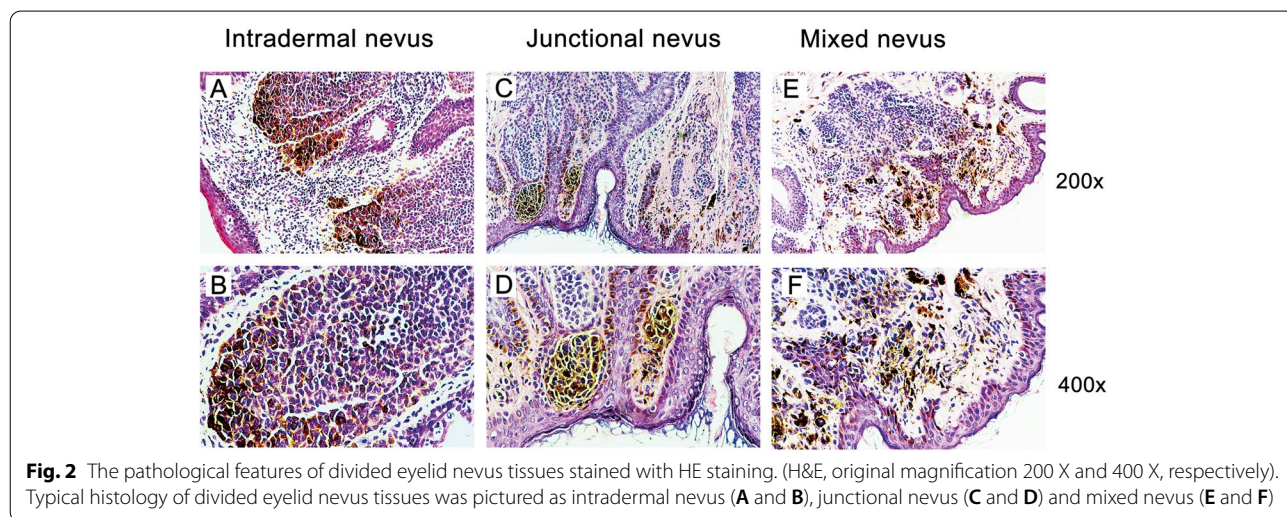 Intradermal nevus Junctional nevus Mixed nevus
A C E
200x
B D F
400x
Fig. 2 The pathological features of divided eyelid nevus tissues stained with HE staining. (H&E, original magnification 200 X and 400 X, respectively).
Typical histology of divided eyelid nevus tissues was pictured as intradermal nevus (A and B), junctional nevus (C and D) and mixed nevus (E and F)